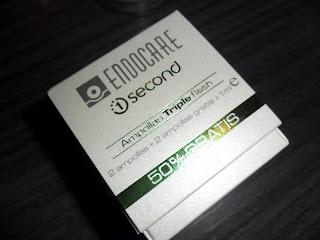 ENDOCARE
1 second
Ampollas Triple flash
2 ampollas + 2 ampollas gratis x 1ml e
50% GRATIS